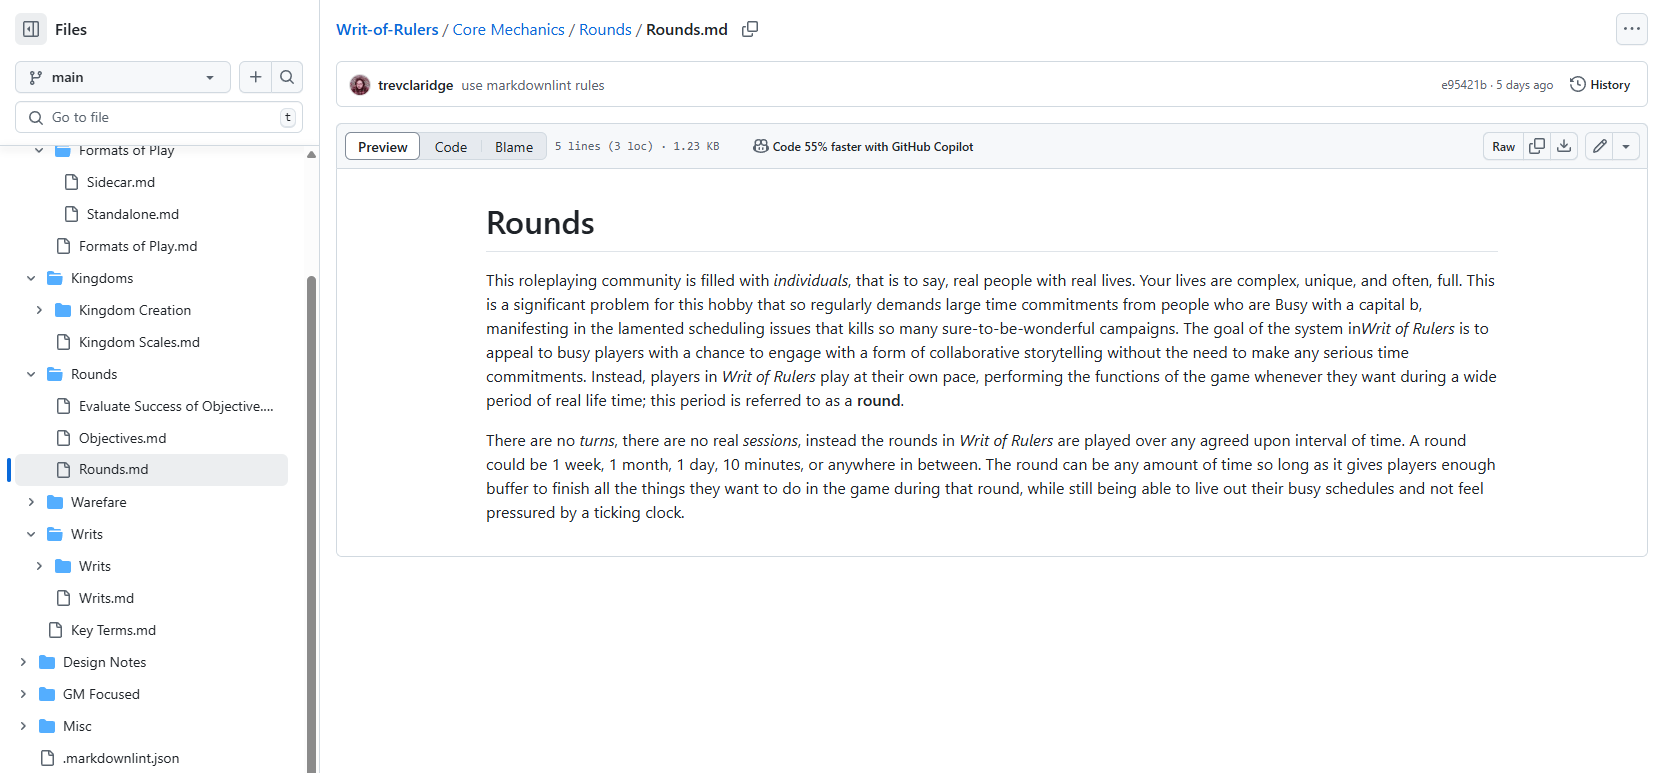 Files
main
Go to file
t
Formats of Play
Sidecar.md
Standalone.md
Formats of Play.md
Kingdoms
Kingdom Creation
Kingdom Scales.md
Rounds
Evaluate Success of Objective....
Objectives.md
Rounds.md
Warefare
Writs
Writs
Writs.md
Key Terms.md
Design Notes
GM Focused
Misc
.markdownlint.json
Writ-of-Rulers / Core Mechanics / Rounds / Rounds.md
trevclaridge use markdownlint rules
e95421b · 5 days ago
History
Preview Code Blame 5 lines (3 loc) · 1.23 KB Code 55% faster with GitHub Copilot
Raw
Rounds
This roleplaying community is filled with individuals, that is to say, real people with real lives. Your lives are complex, unique, and often, full. This
is a significant problem for this hobby that so regularly demands large time commitments from people who are Busy with a capital b,
manifesting in the lamented scheduling issues that kills so many sure-to-be-wonderful campaigns. The goal of the system inWrit of Rulers is to
appeal to busy players with a chance to engage with a form of collaborative storytelling without the need to make any serious time
commitments. Instead, players in Writ of Rulers play at their own pace, performing the functions of the game whenever they want during a wide
period of real life time; this period is referred to as a round.
There are no turns, there are no real sessions, instead the rounds in Writ of Rulers are played over any agreed upon interval of time. A round
could be 1 week, 1 month, 1 day, 10 minutes, or anywhere in between. The round can be any amount of time so long as it gives players enough
buffer to finish all the things they want to do in the game during that round, while still being able to live out their busy schedules and not feel
pressured by a ticking clock.